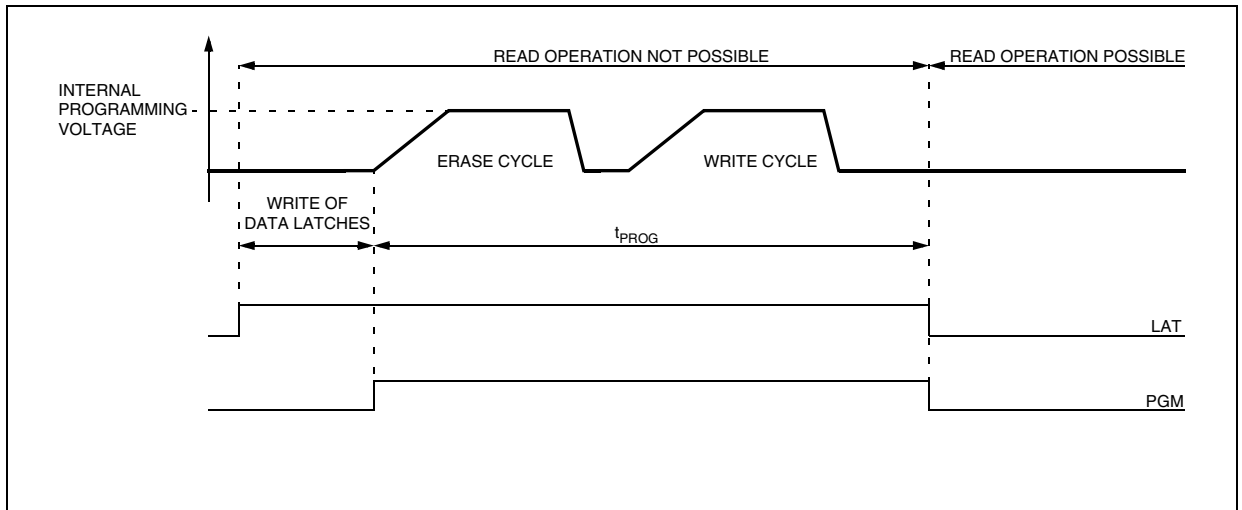 READ OPERATION NOT POSSIBLE
READ OPERATION POSSIBLE
INTERNAL
PROGRAMMING
VOLTAGE
ERASE CYCLE
WRITE CYCLE
WRITE OF
DATA LATCHES
tPROG
LAT
PGM